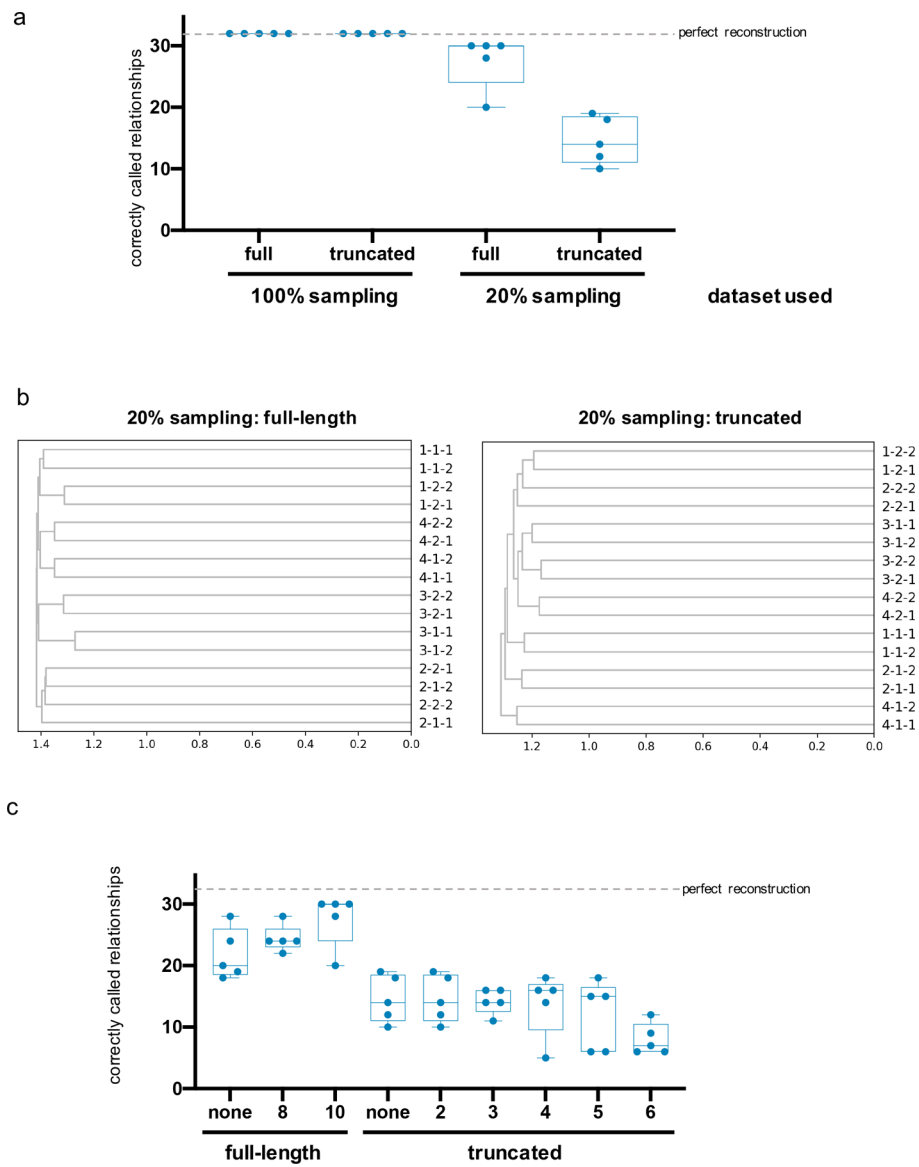 a
perfect reconstruction
correctly called relationships
30
20
10
0
full truncated full truncated
100% sampling 20% sampling dataset used
b
20% sampling: full-length
1-1-1
1-1-2
1-2-2
1-2-1
4-2-2
4-2-1
4-1-2
4-1-1
3-2-2
3-2-1
3-1-1
3-1-2
2-2-1
2-1-2
2-2-2
2-1-1
1.4 1.2 1.0 0.8 0.6 0.4 0.2 0.0
20% sampling: truncated
1-2-2
1-2-1
2-2-2
2-2-1
3-1-1
3-1-2
3-2-2
3-2-1
4-2-2
4-2-1
1-1-1
1-1-2
2-1-2
2-1-1
4-1-2
4-1-1
1.2 1.0 0.8 0.6 0.4 0.2 0.0
c
perfect reconstruction
correctly called relationships
30
20
10
0
none 8 10 none 2 3 4 5 6
full-length truncated